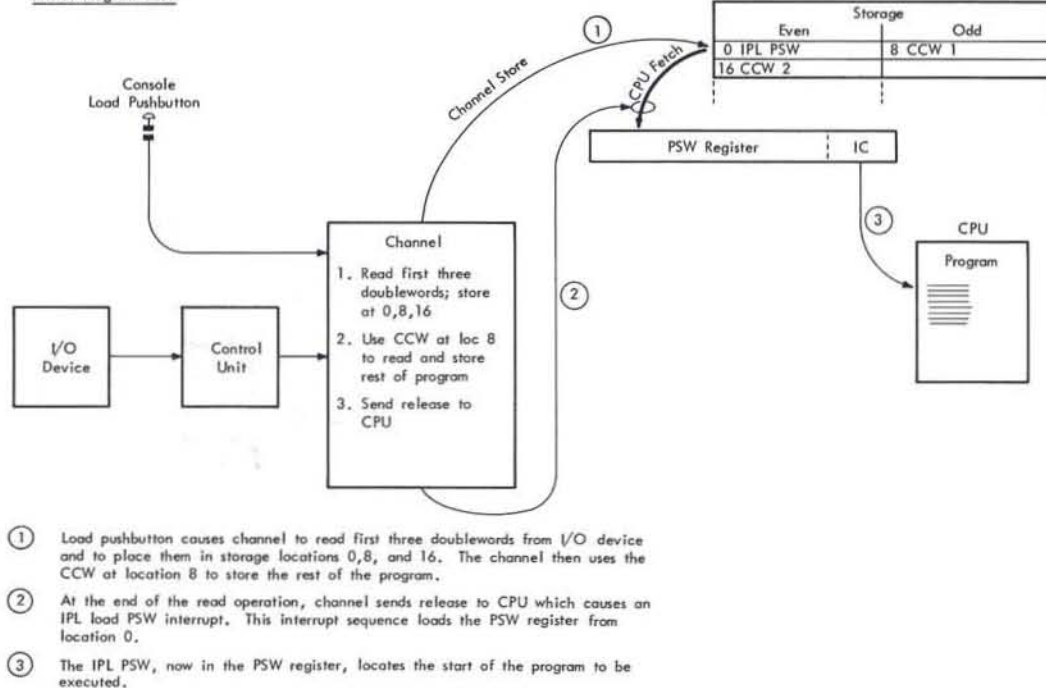 Storage
Even Odd
0 IPL PSW 8 CCW 1
16 CCW 2
1
Channel Store
CPU Fetch
Console
Load Pushbutton
PSW Register IC
3
CPU
Program
Channel
1. Read first three
doublewords; store
at 0,8,16
2. Use CCW at loc 8
to read and store
rest of program
3. Send release to
CPU
2
I/O
Device
Control
Unit
1 Load pushbutton causes channel to read first three doublewords from I/O device
and to place them in storage locations 0,8, and 16. The channel then uses the
CCW at location 8 to store the rest of the program.
2 At the end of the read operation, channel sends release to CPU which causes an
IPL load PSW interrupt. This interrupt sequence loads the PSW register from
location 0.
3 The IPL PSW, now in the PSW register, locates the start of the program to be
executed.